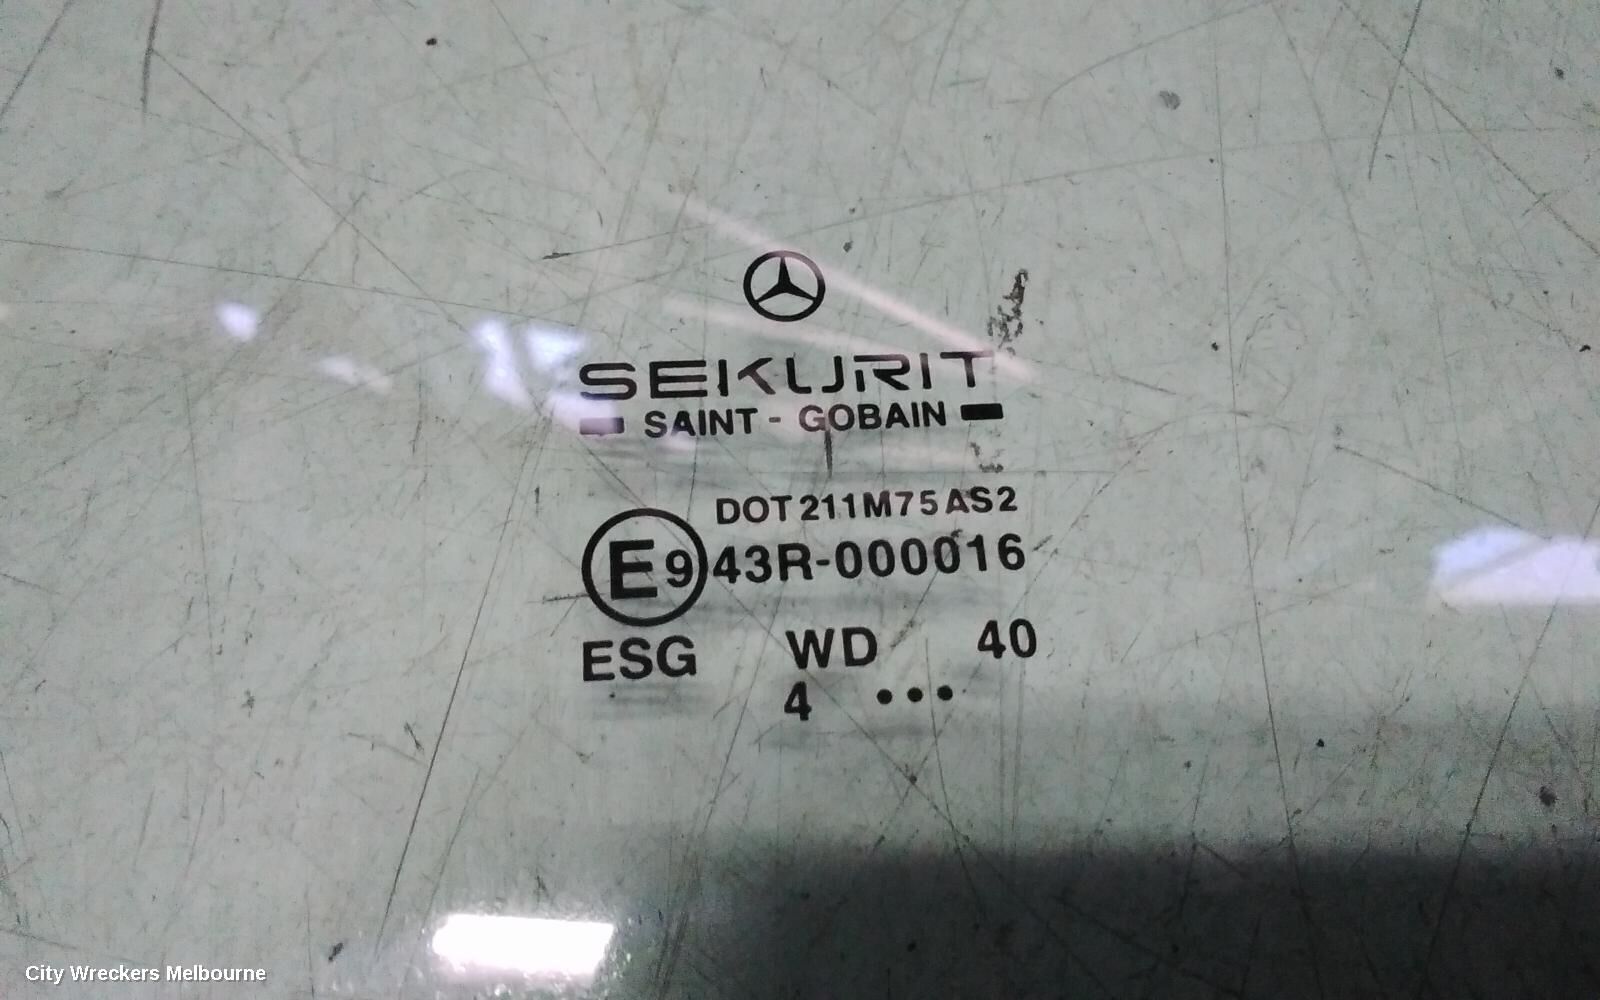 SEKURIT
SAINT - GOBAIN
DOT 211 M75 AS2
E9 43R-000016
ESG WD 40
4 •••
City Wreckers Melbourne